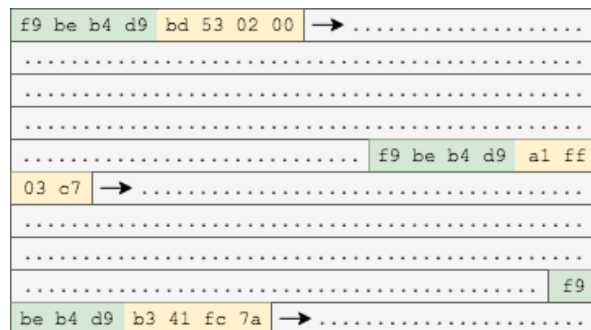 f9 be b4 d9 bd 53 02 00 → ....................
......................................
......................................
......................................
....................... f9 be b4 d9 a1 ff
03 c7 → ..............................
......................................
......................................
..................................... f9
be b4 d9 b3 41 fc 7a → ..................